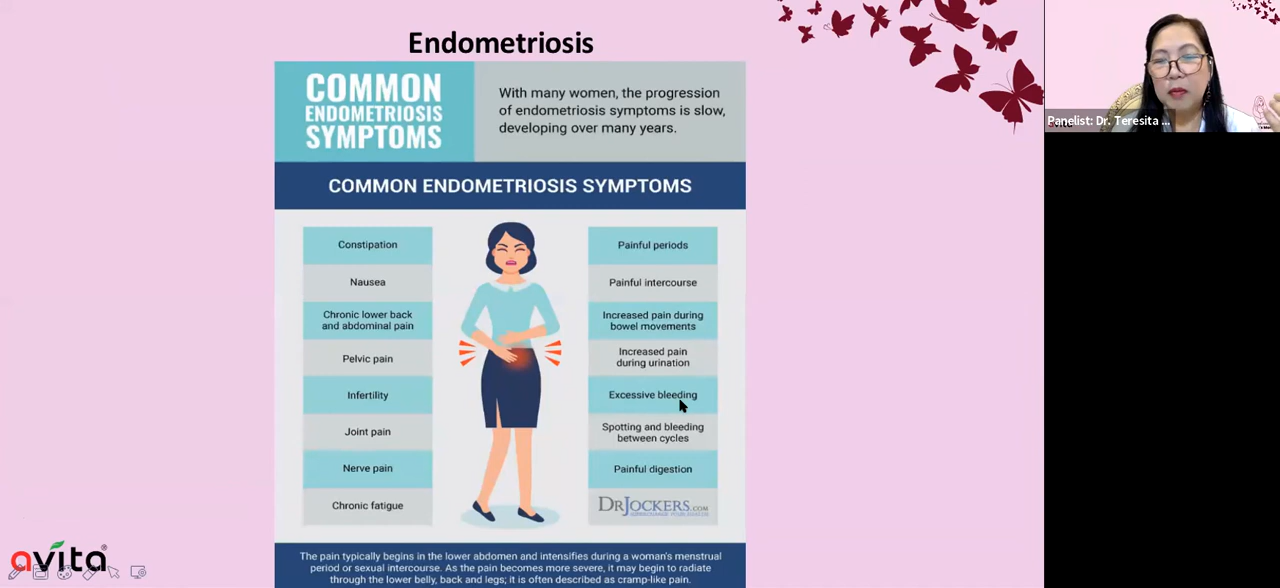 Endometriosis
COMMON
ENDOMETRIOSIS
SYMPTOMS
With many women, the progression
of endometriosis symptoms is slow,
developing over many years.
COMMON ENDOMETRIOSIS SYMPTOMS
Constipation
Nausea
Chronic lower back
and abdominal pain
Pelvic pain
Infertility
Joint pain
Nerve pain
Chronic fatigue
Painful periods
Painful intercourse
Increased pain during
bowel movements
Increased pain
during urination
Excessive bleeding
Spotting and bleeding
between cycles
Painful digestion
DRJOCKERS.COM
The pain typically begins in the lower abdomen and intensifies during a woman's menstrual
period or sexual intercourse. As the pain becomes more severe, it may begin to radiate
through the lower belly, back and legs; it is often described as cramp-like pain.
avita®
Panelist: Dr. Teresita ...